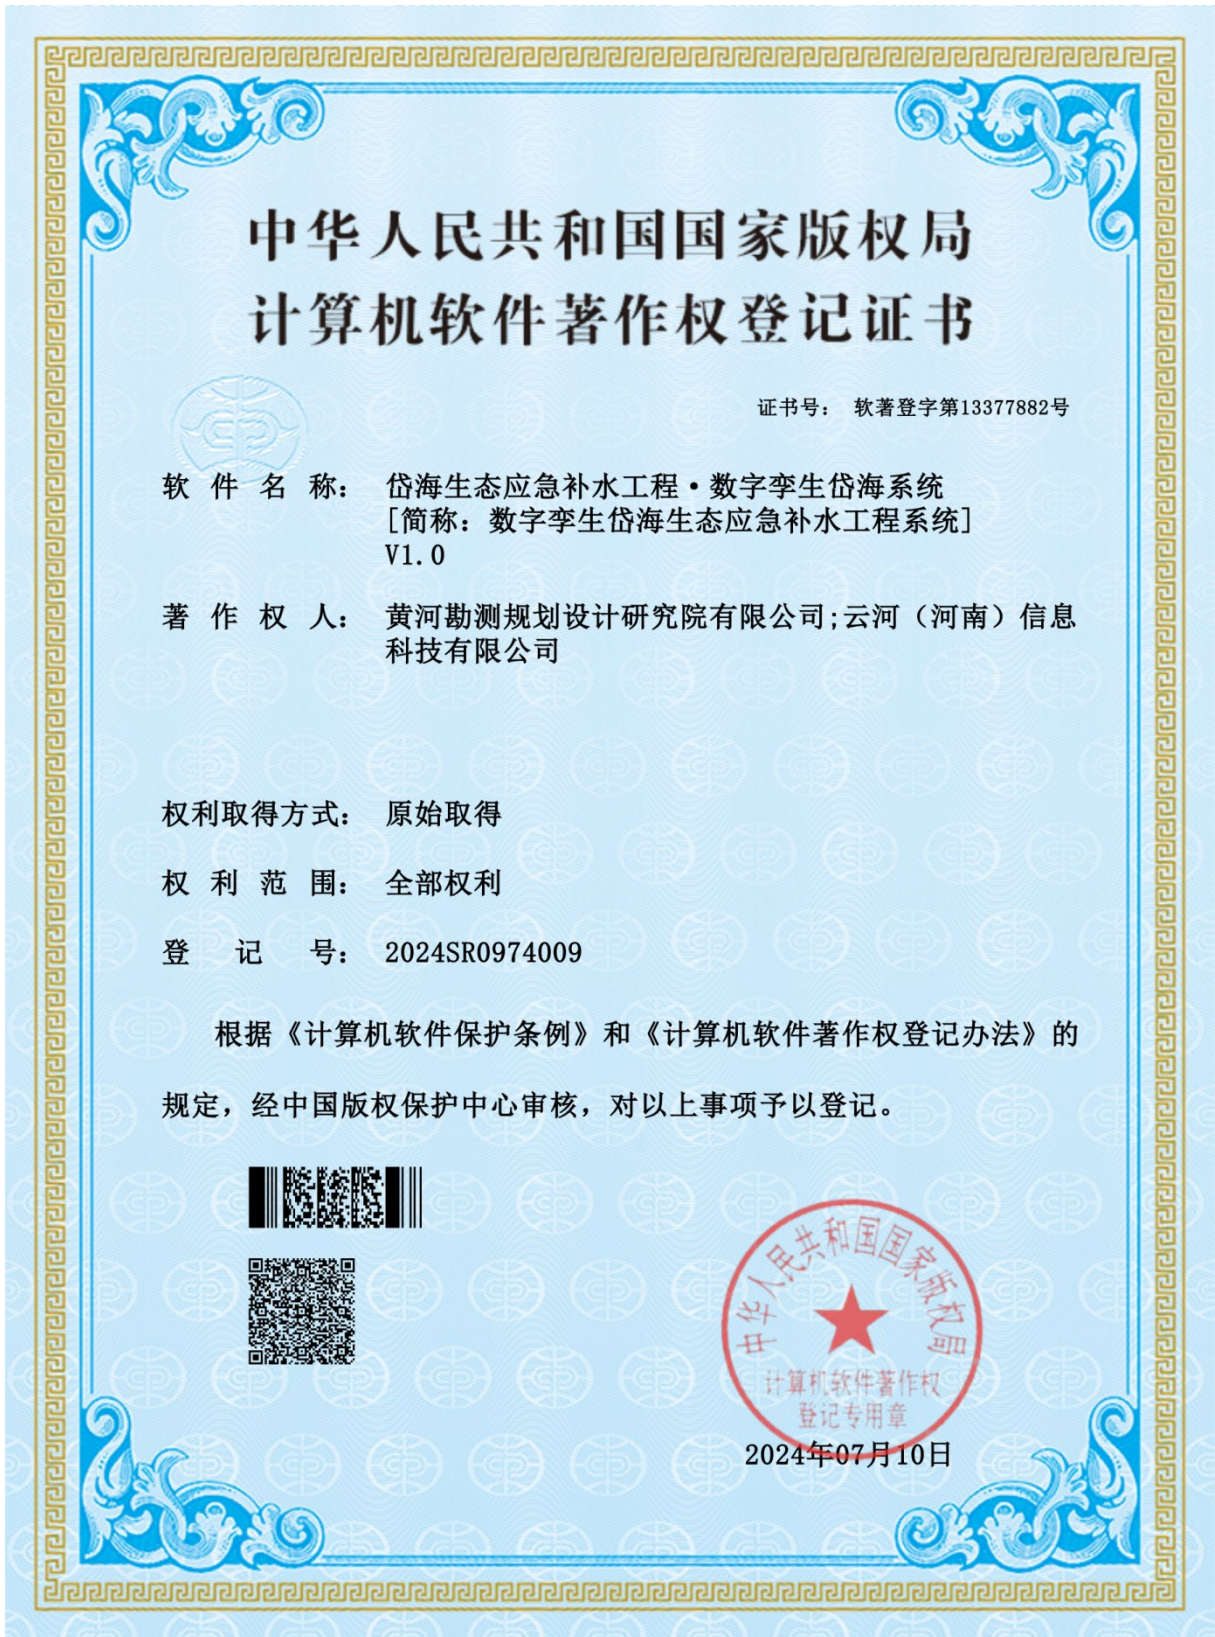 中华人民共和国国家版权局
计算机软件著作权登记证书
证书号： 软著登字第13377882号
软件名称： 岱海生态应急补水工程·数字孪生岱海系统
[简称：数字孪生岱海生态应急补水工程系统]
V1.0
著作权人： 黄河勘测规划设计研究院有限公司;云河（河南）信息
科技有限公司
权利取得方式： 原始取得
权利范围： 全部权利
登记号： 2024SR0974009
根据《计算机软件保护条例》和《计算机软件著作权登记办法》的
规定，经中国版权保护中心审核，对以上事项予以登记。
中华人民共和国国家版权局
计算机软件著作权
登记专用章
2024年07月10日